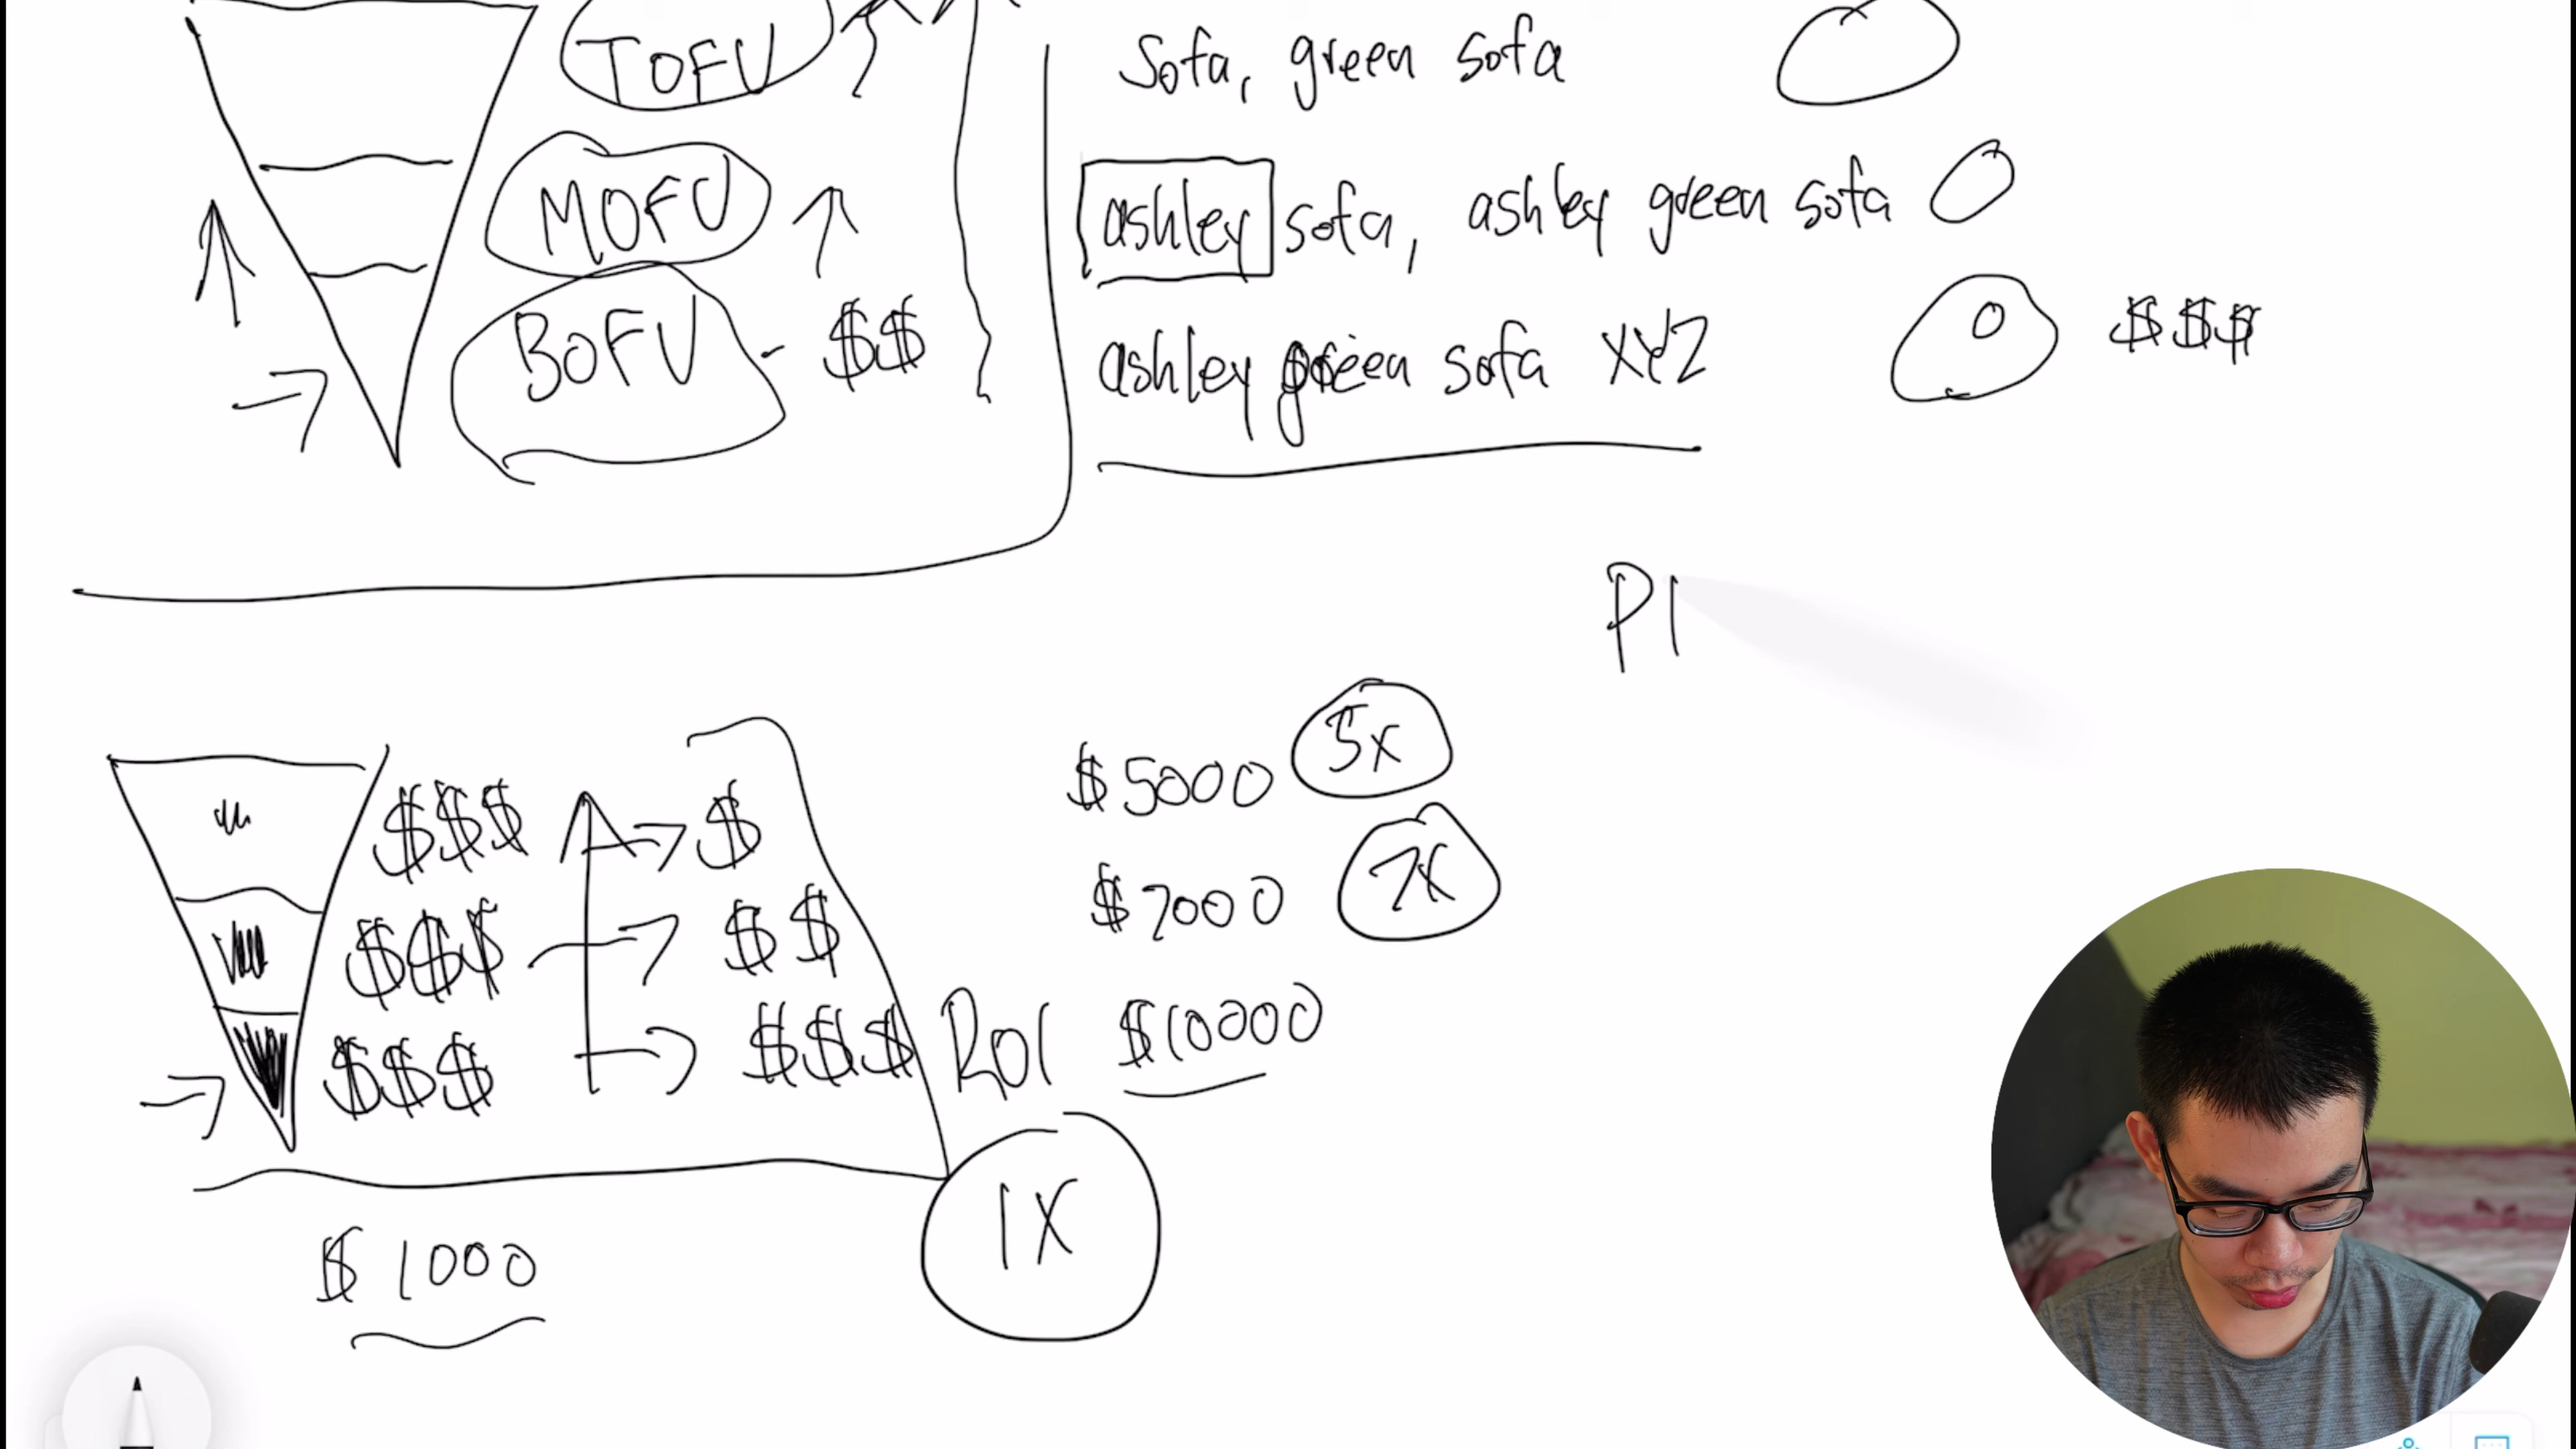 TOFU
MOFU
BOFU - $$
Sofa, green sofa
ashley sofa, ashley green sofa
ashley green sofa XYZ $$$
P1
$$$ $
$$$ $$
$$$ $$$ ROI
$5000 5x
$7000 7x
$10000
1X
$1000